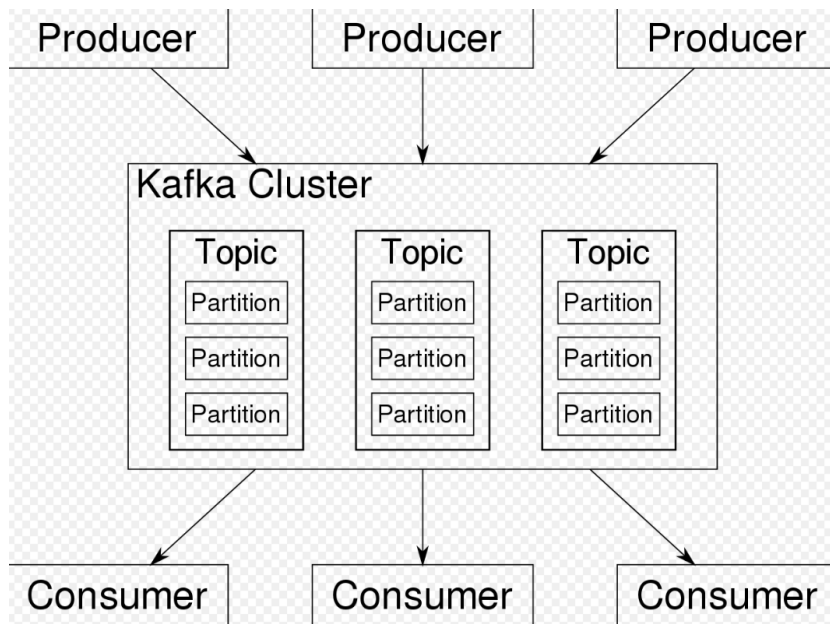 Producer Producer Producer
Kafka Cluster
Topic Topic Topic
Partition Partition Partition
Partition Partition Partition
Partition Partition Partition
Consumer Consumer Consumer